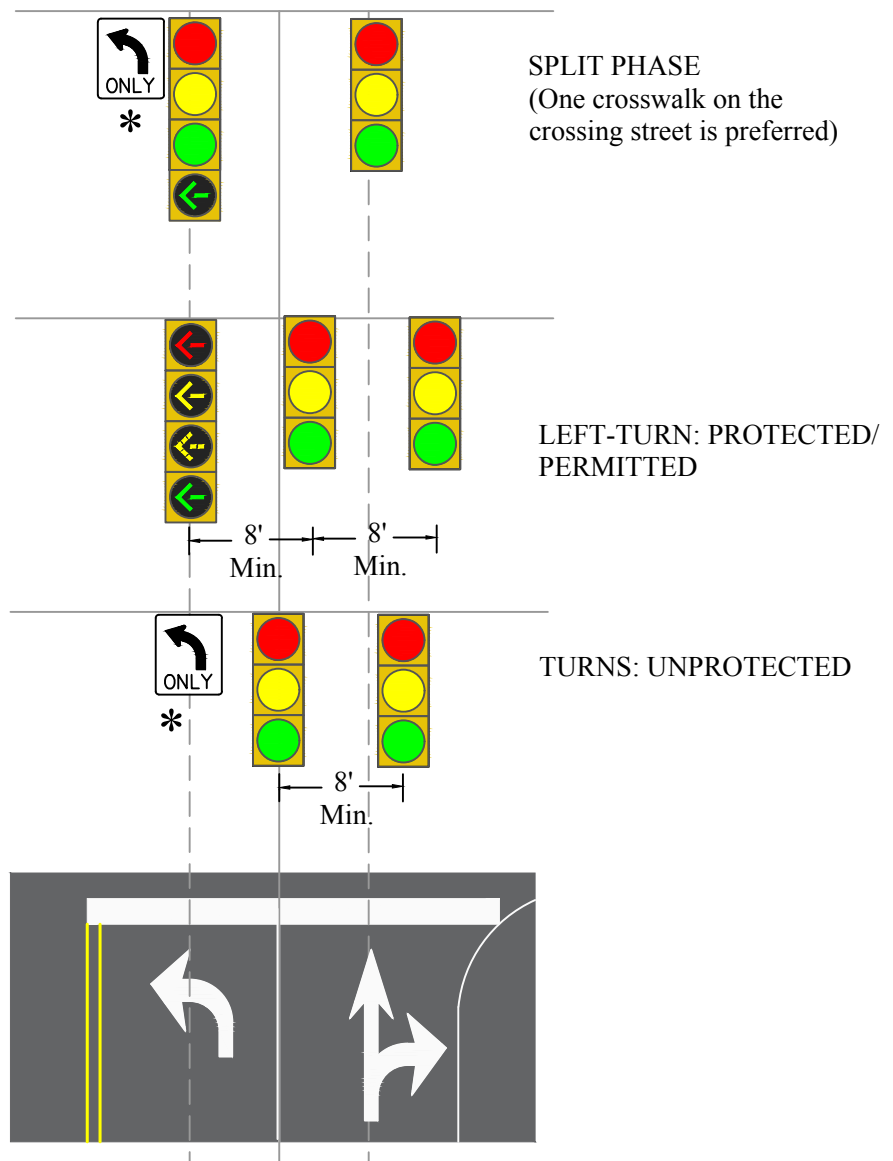 ONLY
*
SPLIT PHASE
(One crosswalk on the
crossing street is preferred)
LEFT-TURN: PROTECTED/
PERMITTED
8'
Min.
8'
Min.
ONLY
*
TURNS: UNPROTECTED
8'
Min.